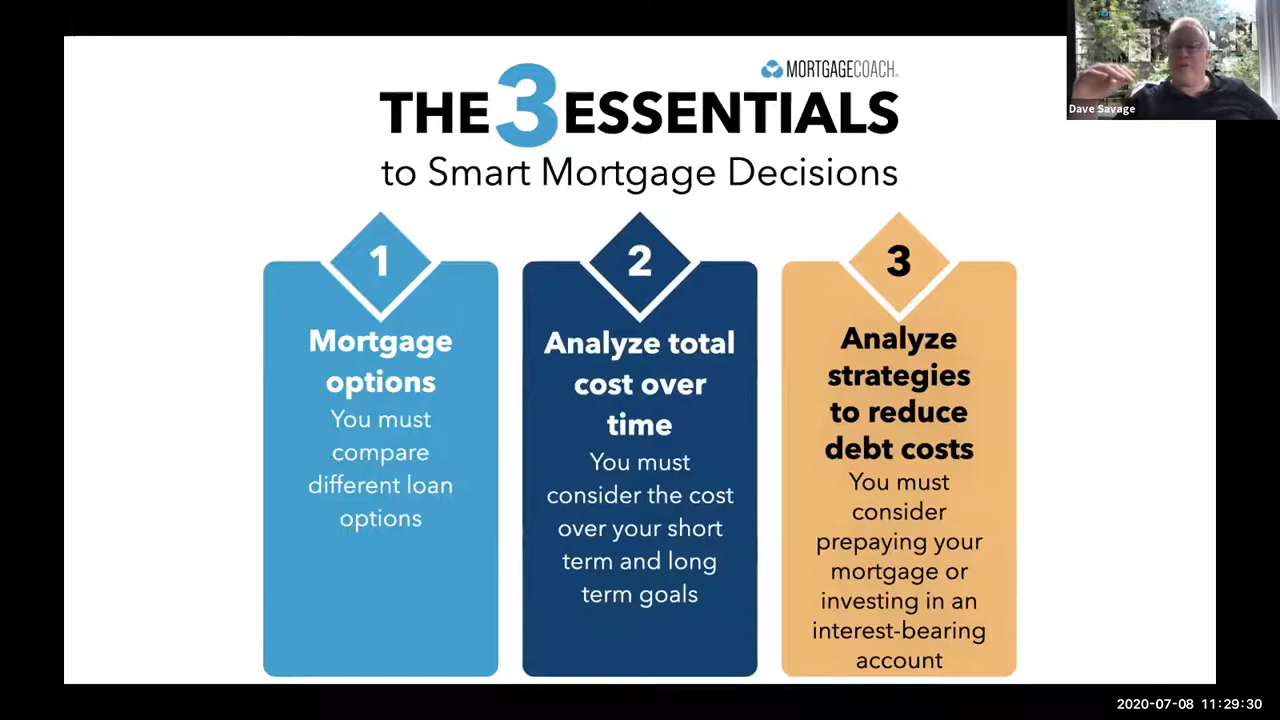 MORTGAGECOACH®
THE 3 ESSENTIALS
to Smart Mortgage Decisions
1
Mortgage
options
You must
compare
different loan
options
2
Analyze total
cost over
time
You must
consider the cost
over your short
term and long
term goals
3
Analyze
strategies
to reduce
debt costs
You must
consider
prepaying your
mortgage or
investing in an
interest-bearing
account
Dave Savage
2020-07-08 11:29:30